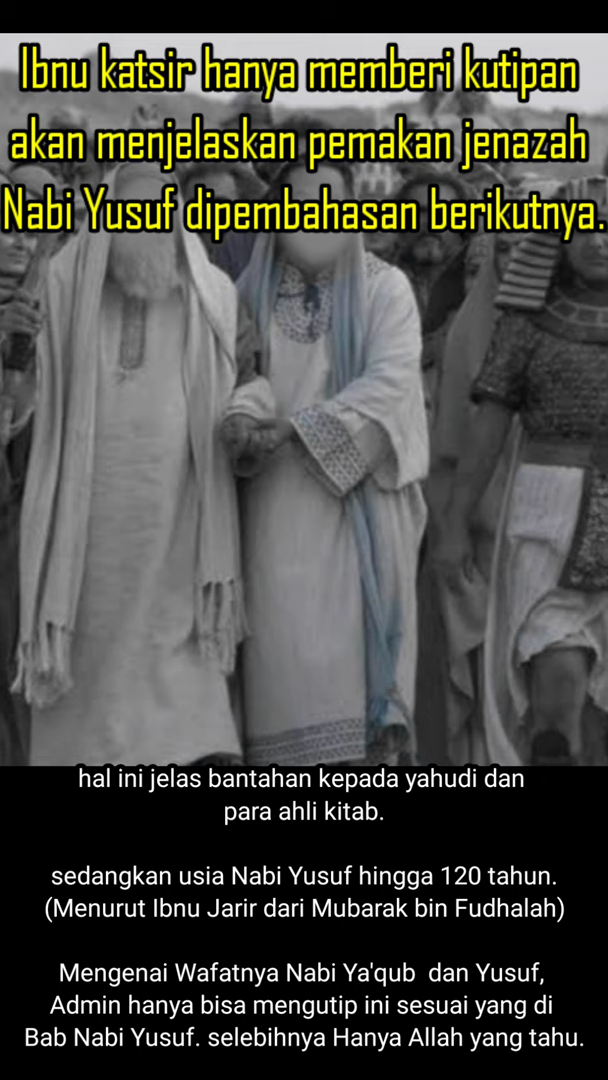 Ibnu katsir hanya memberi kutipan
akan menjelaskan pemakan jenazah
Nabi Yusuf dipembahasan berikutnya.
hal ini jelas bantahan kepada yahudi dan
para ahli kitab.
sedangkan usia Nabi Yusuf hingga 120 tahun.
(Menurut Ibnu Jarir dari Mubarak bin Fudhalah)
Mengenai Wafatnya Nabi Ya'qub dan Yusuf,
Admin hanya bisa mengutip ini sesuai yang di
Bab Nabi Yusuf. selebihnya Hanya Allah yang tahu.